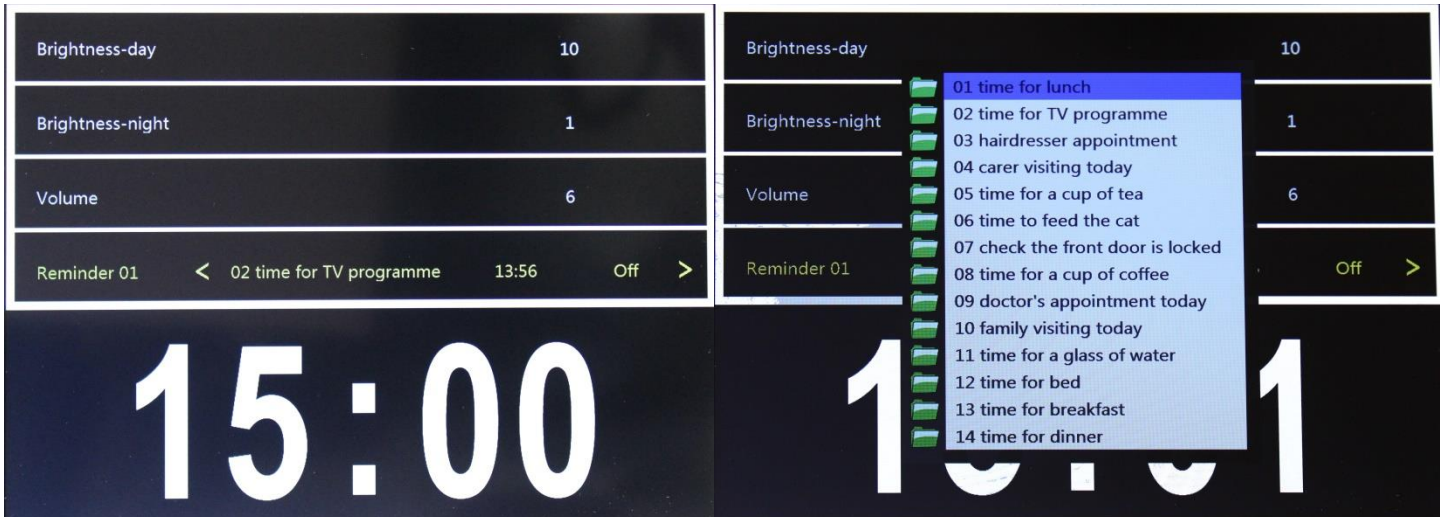 Brightness-day 10
Brightness-night 1
Volume 6
Reminder 01 < 02 time for TV programme 13:56 Off >
15:00
Brightness-day 10
Brightness-night 1
Volume 6
Reminder 01 Off >
01 time for lunch
02 time for TV programme
03 hairdresser appointment
04 carer visiting today
05 time for a cup of tea
06 time to feed the cat
07 check the front door is locked
08 time for a cup of coffee
09 doctor's appointment today
10 family visiting today
11 time for a glass of water
12 time for bed
13 time for breakfast
14 time for dinner